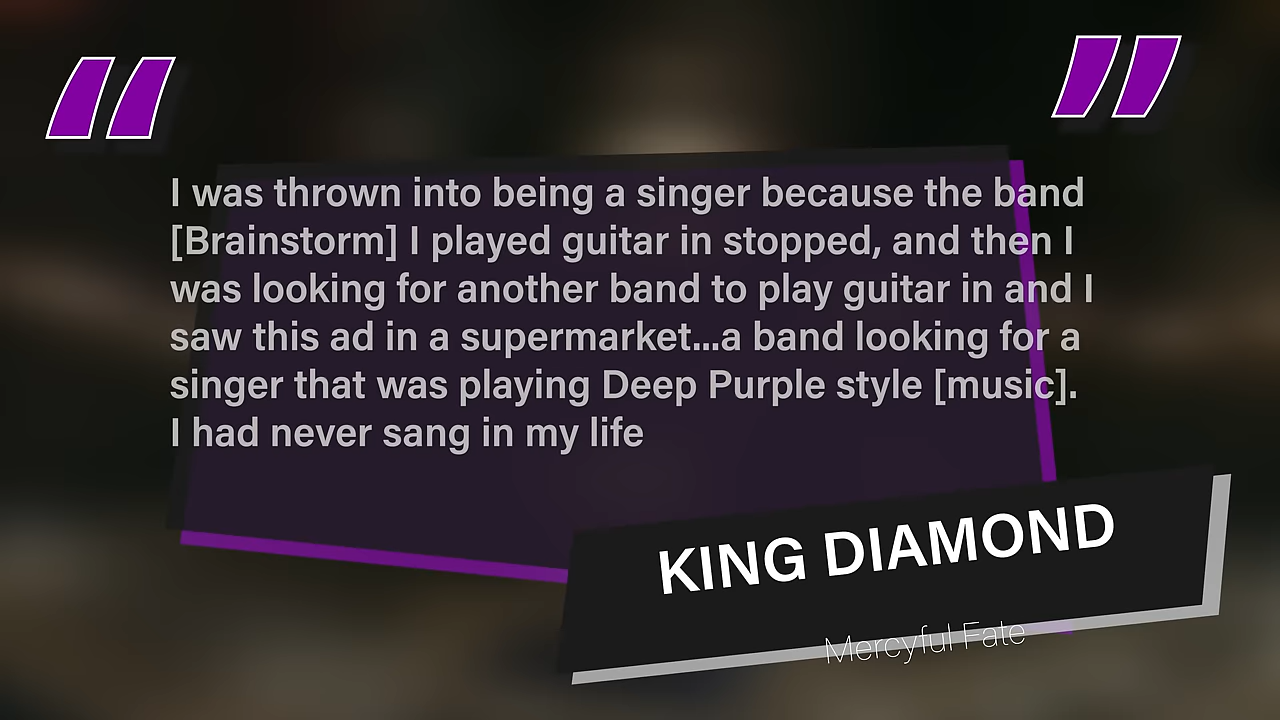 I was thrown into being a singer because the band
[Brainstorm] I played guitar in stopped, and then I
was looking for another band to play guitar in and I
saw this ad in a supermarket...a band looking for a
singer that was playing Deep Purple style [music].
I had never sang in my life
KING DIAMOND
Mercyful Fate